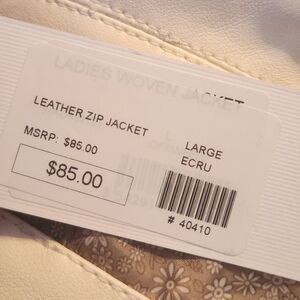 LADIES WOVEN JACKET
LEATHER ZIP JACKET
LARGE
MSRP: $85.00
ECRU
$85.00
# 40410